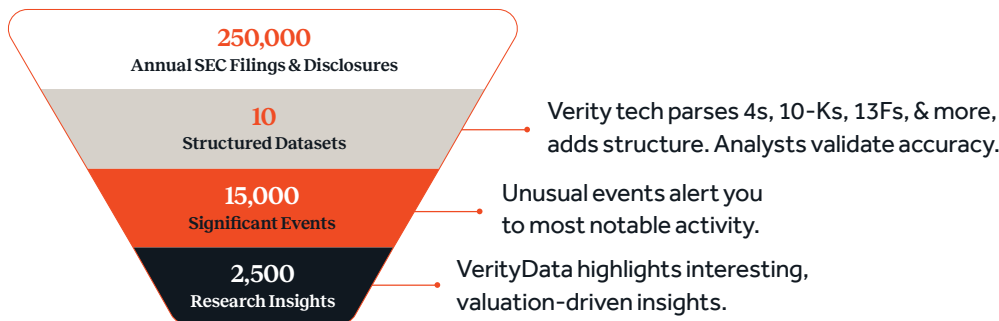 250,000
Annual SEC Filings & Disclosures
10
Structured Datasets
Verity tech parses 4s, 10-Ks, 13Fs, & more,
adds structure. Analysts validate accuracy.
15,000
Significant Events
Unusual events alert you
to most notable activity.
2,500
Research Insights
VerityData highlights interesting,
valuation-driven insights.